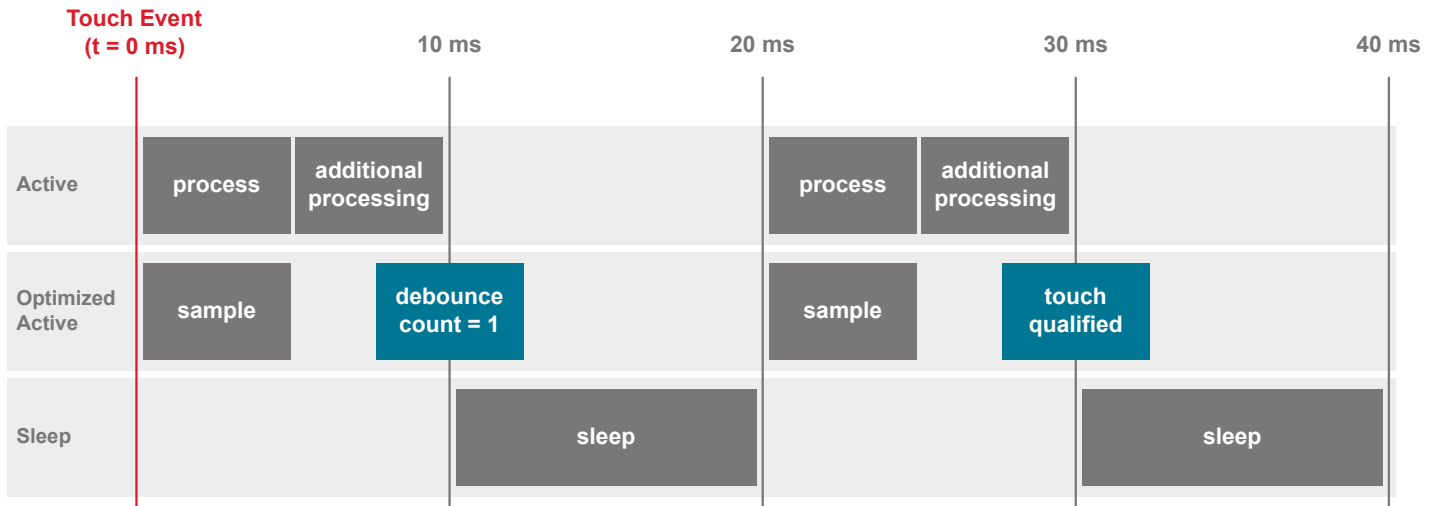 Touch Event
(t = 0 ms)
10 ms
20 ms
30 ms
40 ms
Active
process
additional
processing
process
additional
processing
Optimized
Active
sample
debounce
count = 1
sample
touch
qualified
Sleep
sleep
sleep